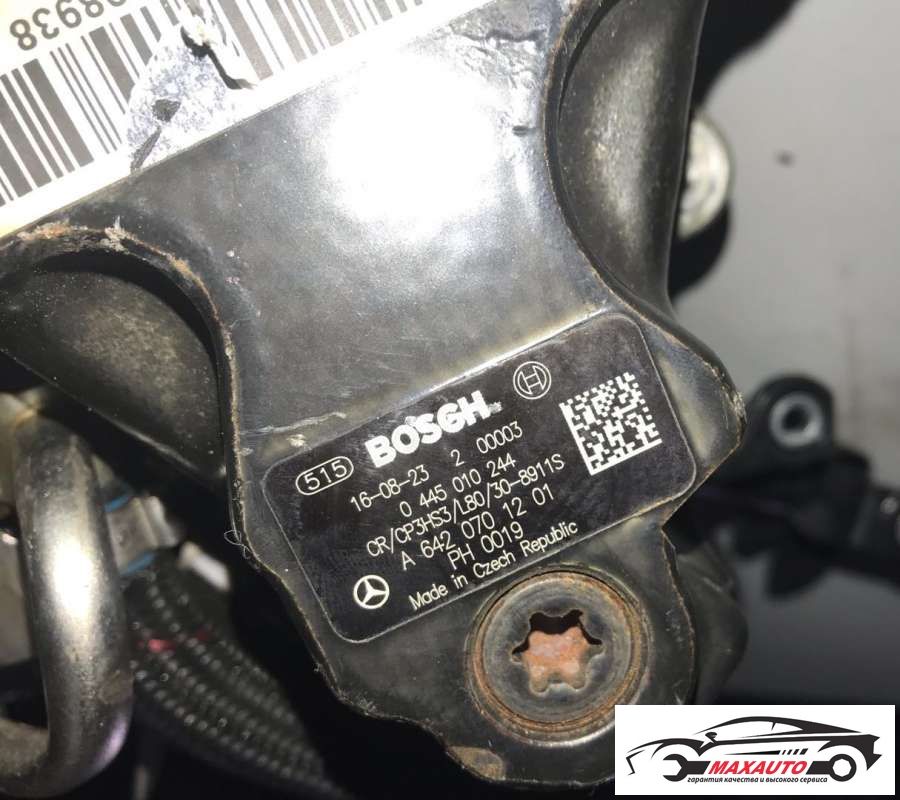 08938
515 BOSCH
16-08-23 2 00003
0 445 010 244
CR/CP3HS3/L80/30-8911S
A 642 070 12 01
PH 0019
Made in Czech Republic
MAXAUTO
гарантия качества и высокого сервиса